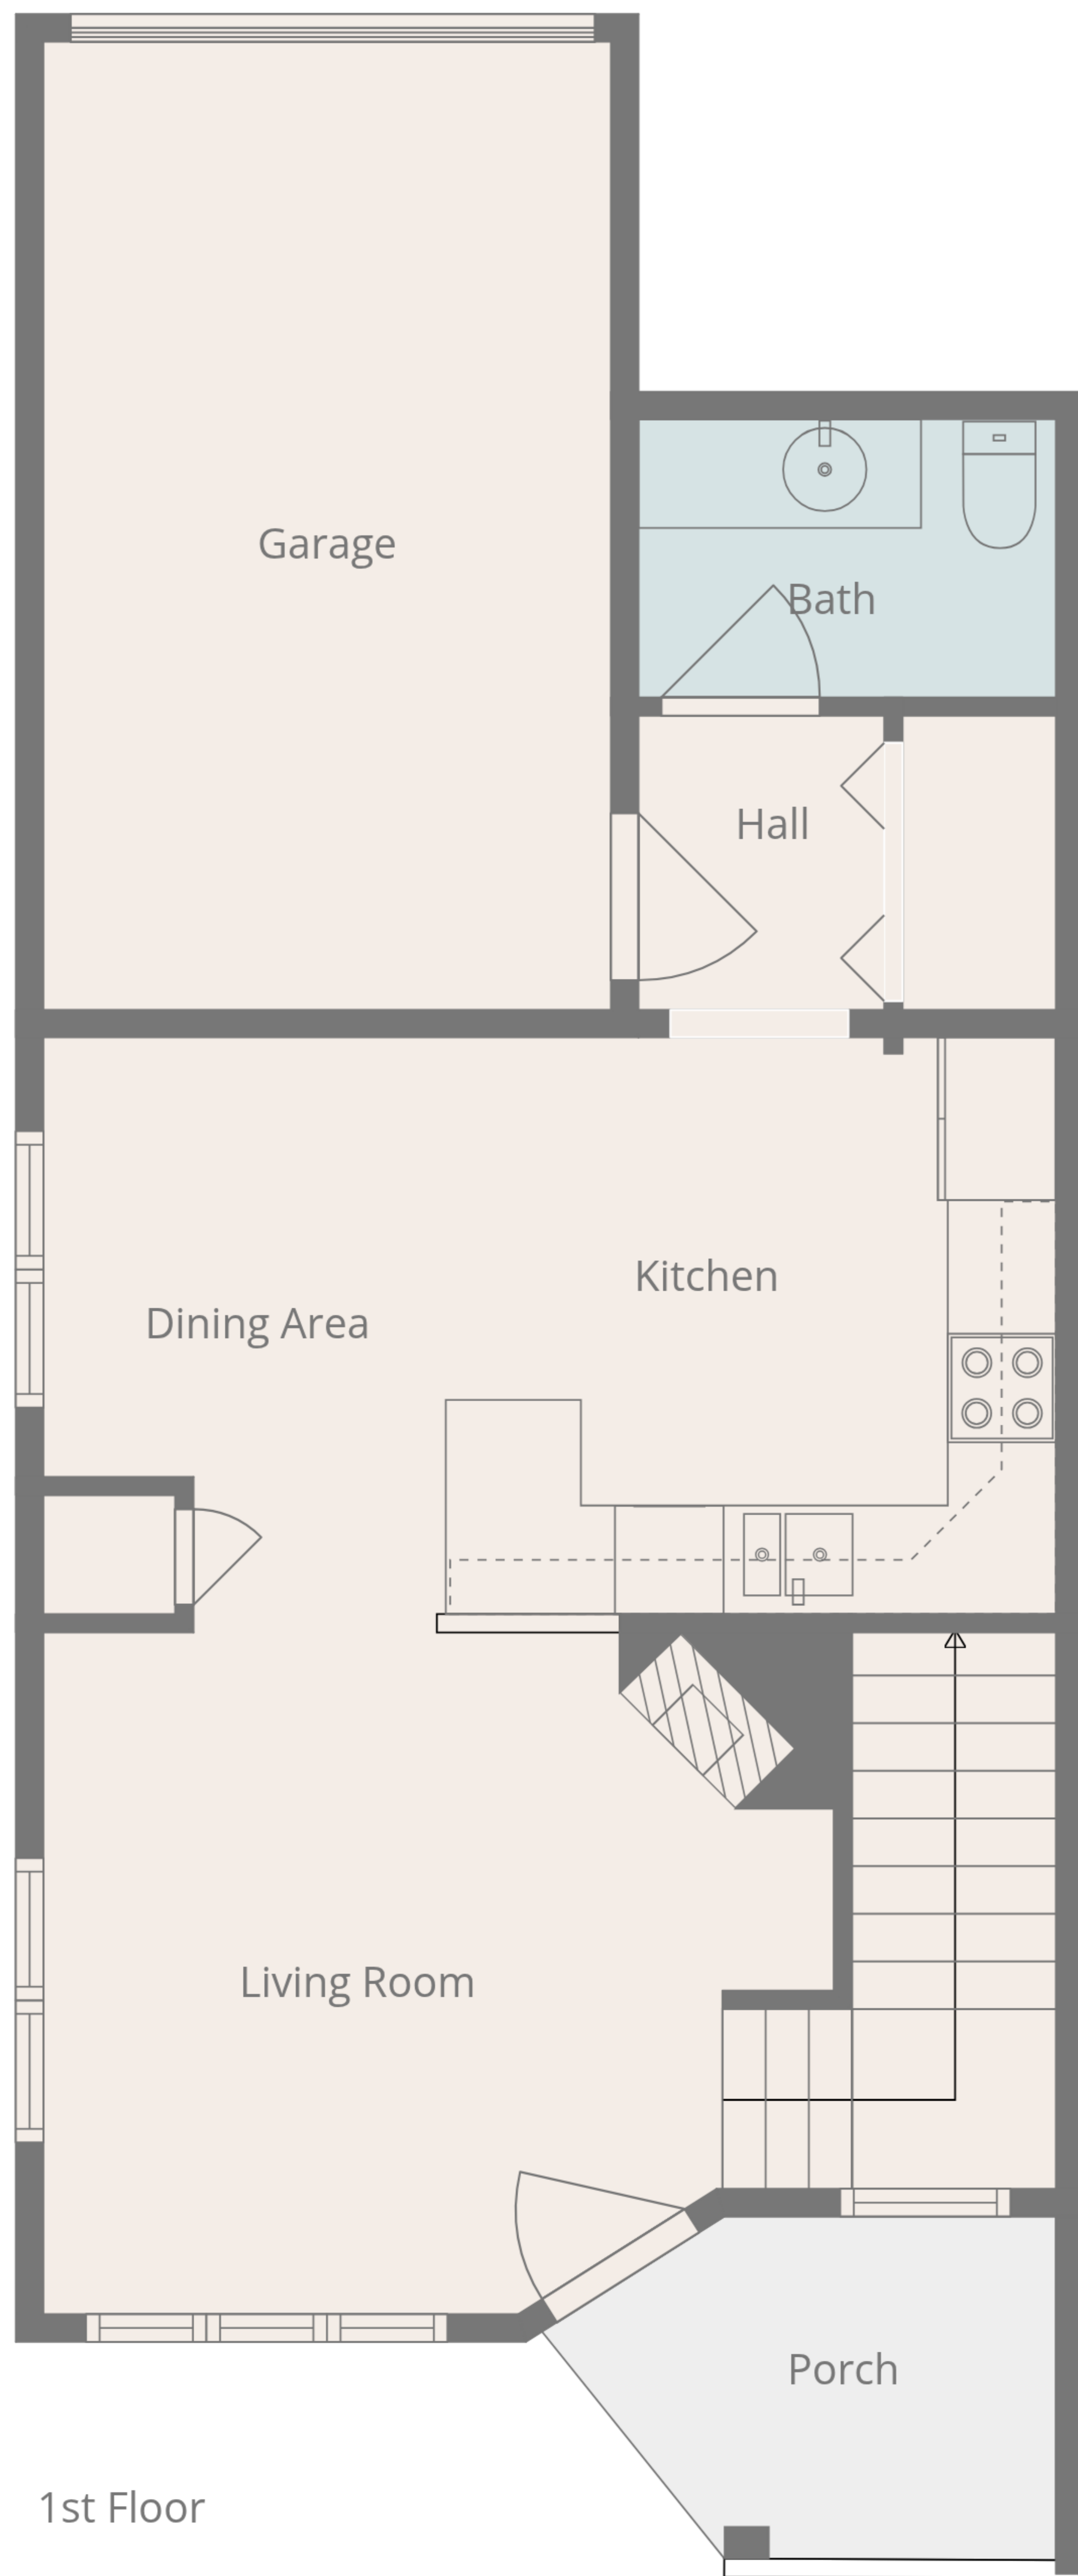 Garage
Bath
Hall
Kitchen
Dining Area
Living Room
Porch
1st Floor